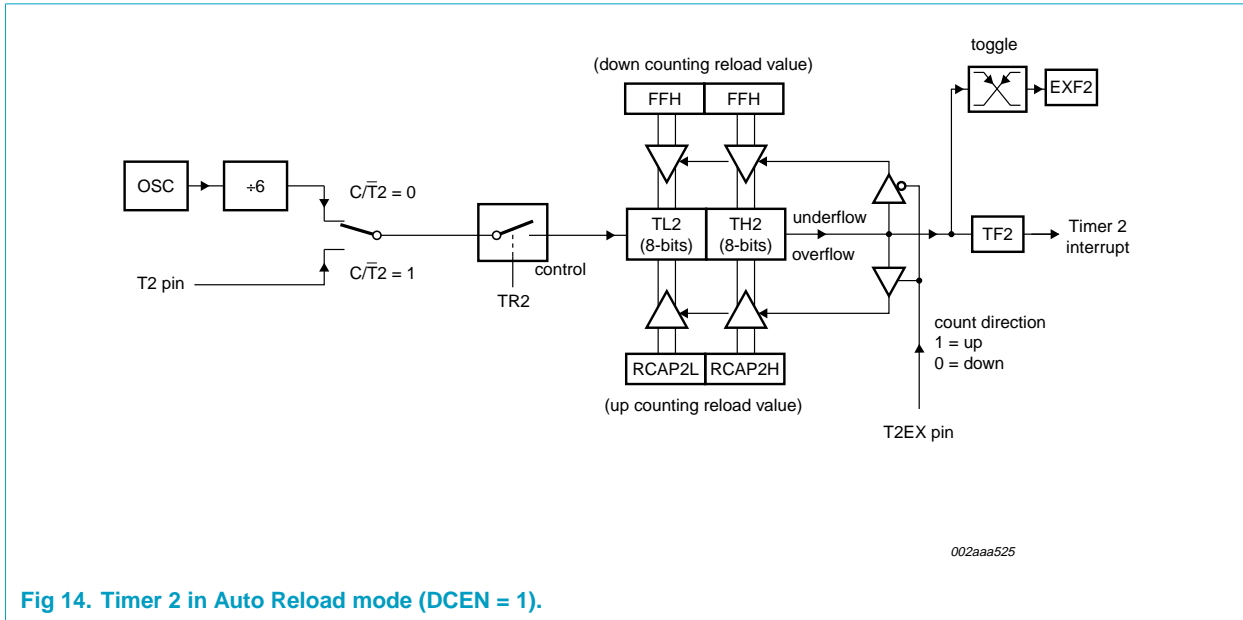 toggle
(down counting reload value)
FFH FFH
EXF2
OSC
÷6
C/T̅2 = 0
TL2
(8-bits)
TH2
(8-bits)
underflow
overflow
TF2
Timer 2
interrupt
control
C/T̅2 = 1
T2 pin
TR2
count direction
1 = up
0 = down
RCAP2L RCAP2H
(up counting reload value)
T2EX pin
002aaa525
Fig 14. Timer 2 in Auto Reload mode (DCEN = 1).